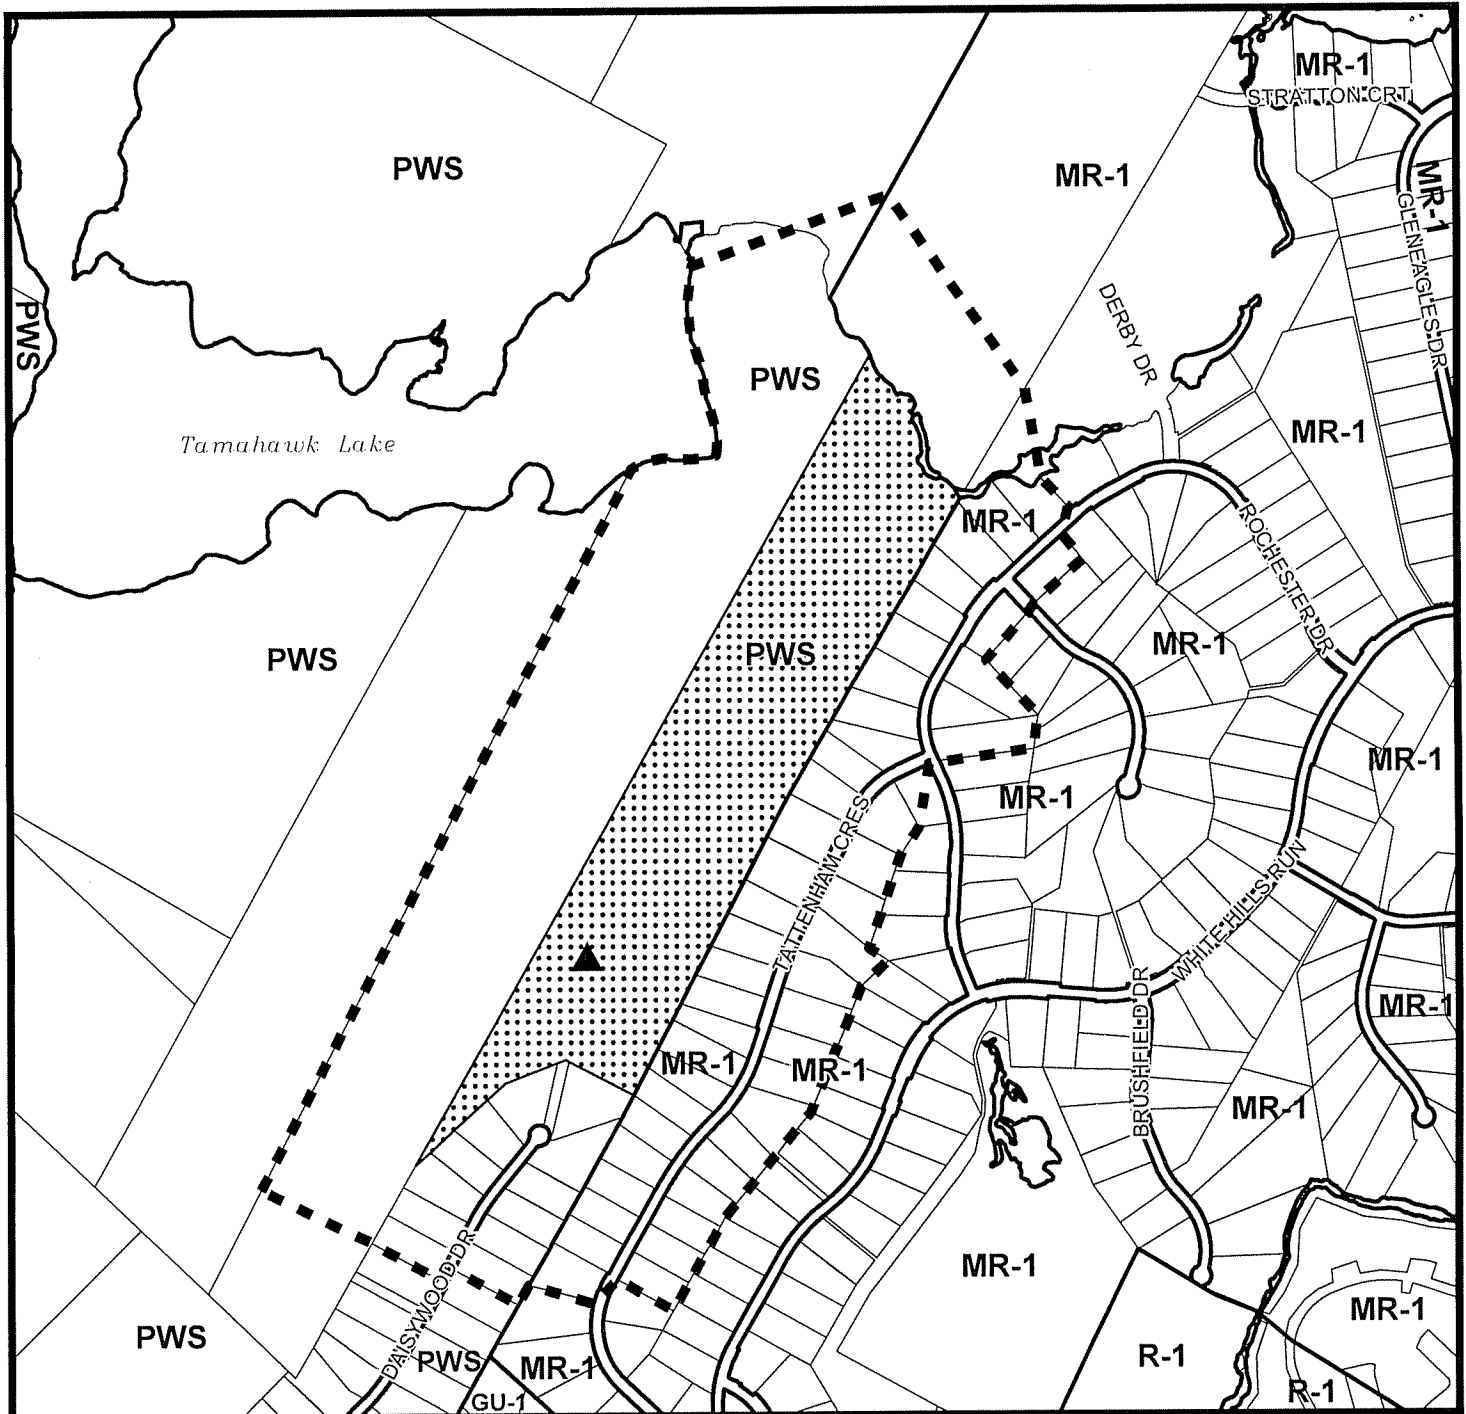 MR-1
STRATTON CRT
PWS
MR-1
MR-1
GLENEAGLES DR
PWS
DERBY DR
PWS
MR-1
Tamahawk Lake
MR-1
ROCHESTER DR
PWS
PWS
MR-1
MR-1
MR-1
TATTENHAM CRES
WHITE HILLS RUN
BRUSHFIELD DR
MR-1
MR-1
MR-1
MR-1
MR-1
DAISYWOOD DR
MR-1
PWS
PWS
MR-1
R-1
R-1
GU-1